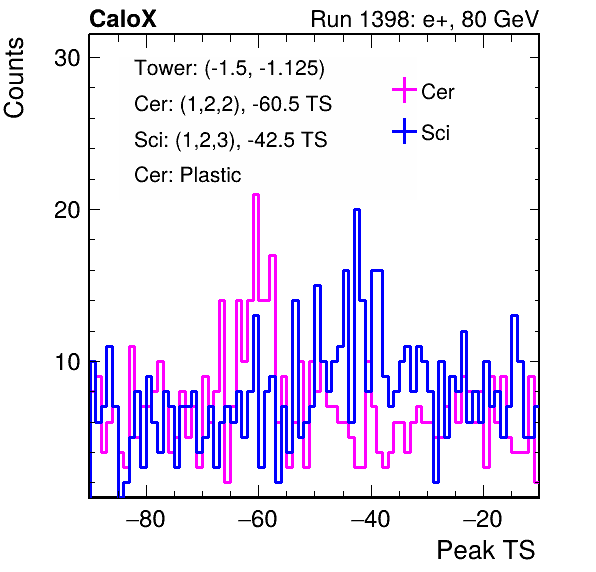 CaloX Run 1398: e+, 80 GeV
Counts
30
20
10
Tower: (-1.5, -1.125)
Cer: (1,2,2), -60.5 TS
Sci: (1,2,3), -42.5 TS
Cer: Plastic
Cer
Sci
−80 −60 −40 −20
Peak TS